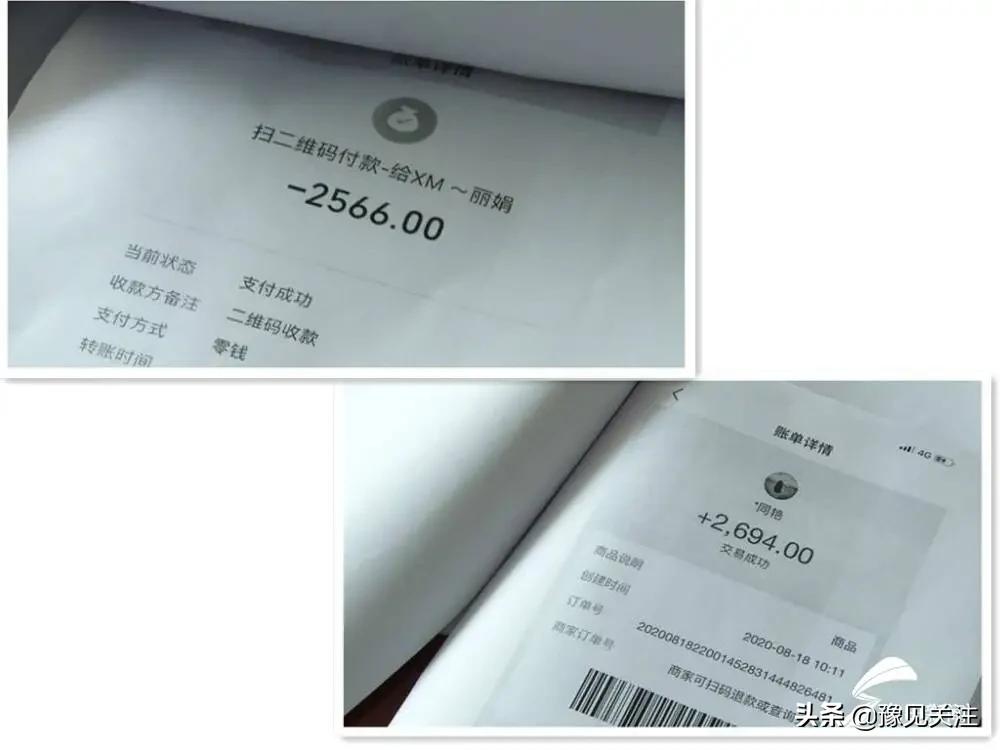 账单详情
扫二维码付款-给XM ~丽娟
-2566.00
当前状态 支付成功
收款方备注 二维码收款
支付方式 零钱
转账时间
账单详情
4G
*同艳
+2,694.00
交易成功
商品说明 商品
创建时间 2020-08-18 10:11
订单号 2020081822001452831444826481
商家订单号
商家可扫码退款或查询
头条 @豫见关注